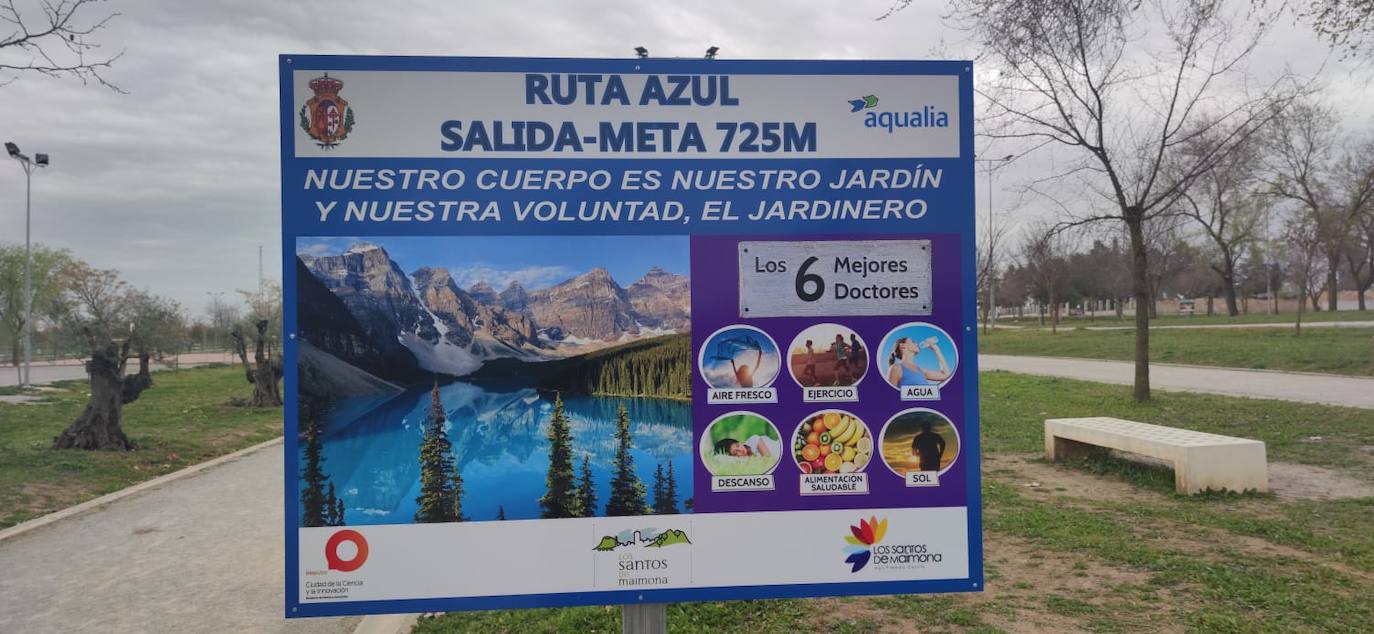 RUTA AZUL
SALIDA-META 725M
aqualia
NUESTRO CUERPO ES NUESTRO JARDÍN
Y NUESTRA VOLUNTAD, EL JARDINERO
Los 6 Mejores
Doctores
AIRE FRESCO
EJERCICIO
AGUA
DESCANSO
ALIMENTACIÓN
SALUDABLE
SOL
Ciudad de la Ciencia
y la Innovación
LOS
santos
DE
maimona
LOS SANTOS
DE MAIMONA